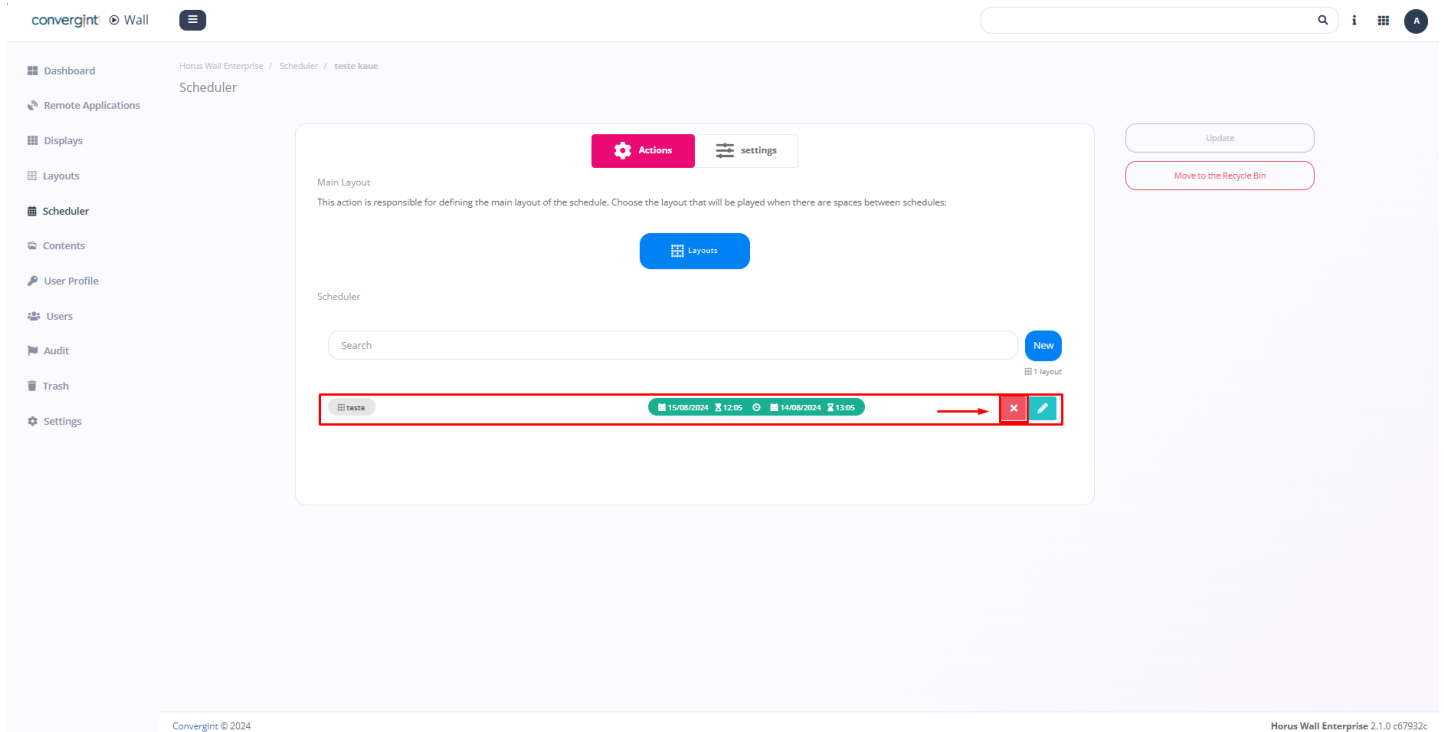 convergint Wall
A
Dashboard
Remote Applications
Displays
Layouts
Scheduler
Contents
User Profile
Users
Audit
Trash
Settings
Horus Wall Enterprise / Scheduler / teste kaue
Scheduler
Actions
settings
Update
Move to the Recycle Bin
Main Layout
This action is responsible for defining the main layout of the schedule. Choose the layout that will be played when there are spaces between schedules:
Layouts
Scheduler
Search
New
1 layout
teste
15/08/2024 12:05 14/08/2024 13:05
Convergint © 2024
Horus Wall Enterprise 2.1.0 c67932c